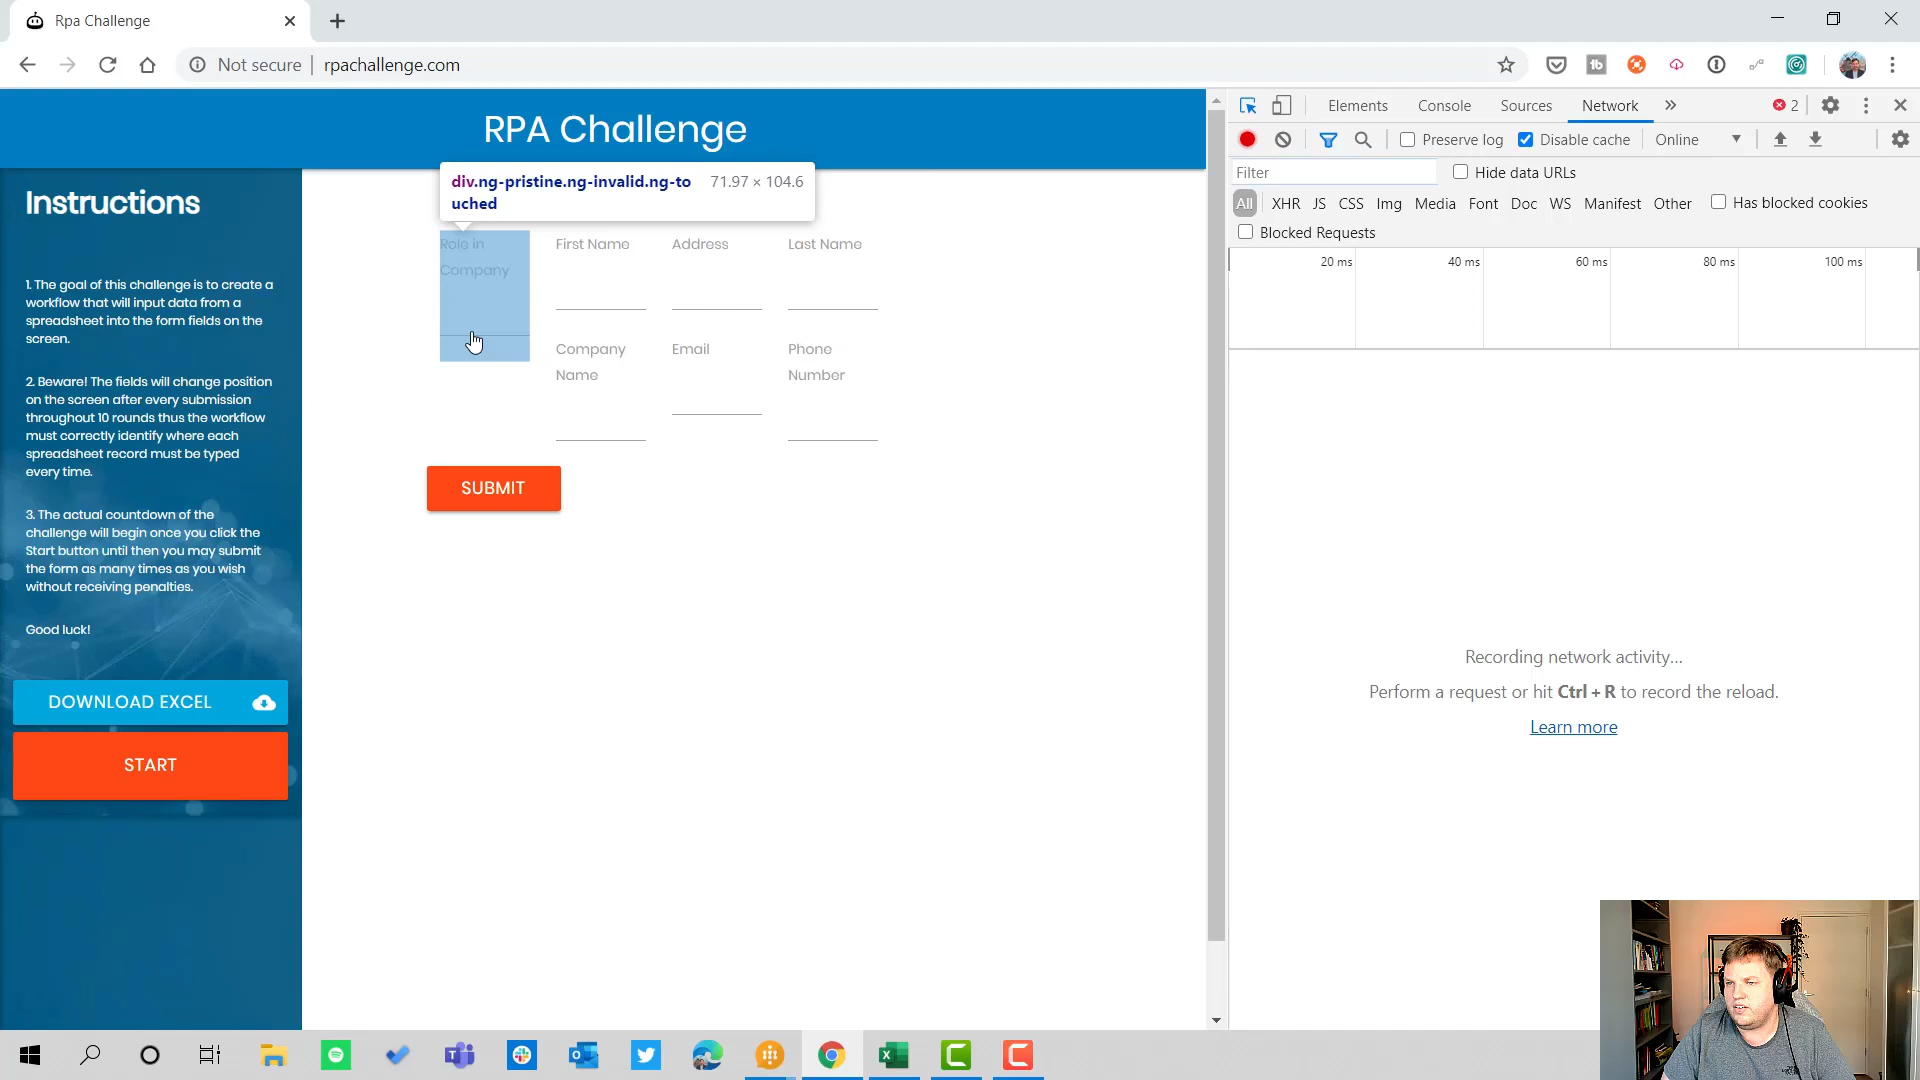 Rpa Challenge
Not secure
rpachallenge.com
RPA Challenge
Elements
Console
Sources
Network
2
Preserve log
Disable cache
Online
Filter
Hide data URLs
All
XHR
JS
CSS
Img
Media
Font
Doc
WS
Manifest
Other
Has blocked cookies
Blocked Requests
20 ms
40 ms
60 ms
80 ms
100 ms
Recording network activity...
Perform a request or hit Ctrl + R to record the reload.
Learn more
Instructions
1. The goal of this challenge is to create a
workflow that will input data from a
spreadsheet into the form fields on the
screen.
2. Beware! The fields will change position
on the screen after every submission
throughout 10 rounds thus the workflow
must correctly identify where each
spreadsheet record must be typed
every time.
3. The actual countdown of the
challenge will begin once you click the
Start button until then you may submit
the form as many times as you wish
without receiving penalties.
Good luck!
DOWNLOAD EXCEL
START
div.ng-pristine.ng-invalid.ng-to
uched
71.97 × 104.6
Role in
Company
First Name
Address
Last Name
Company
Name
Email
Phone
Number
SUBMIT